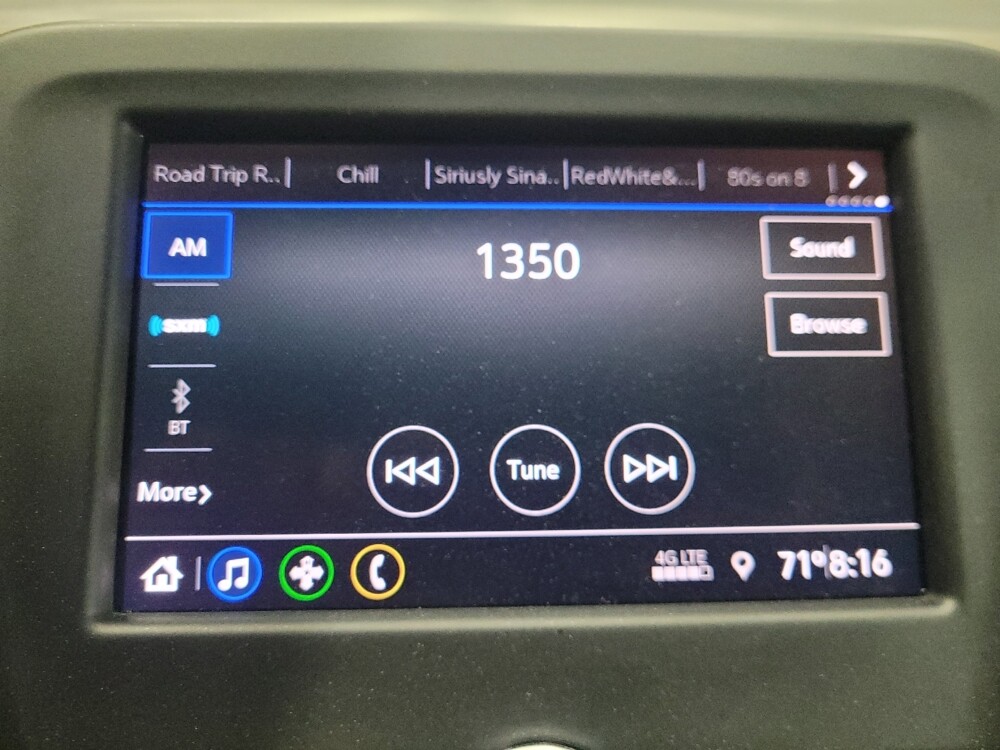 Road Trip R.. Chill Siriusly Sina.. RedWhite&... 80s on 8
AM 1350 Sound
sxm Browse
BT
Tune
More
4G LTE 71° 8:16